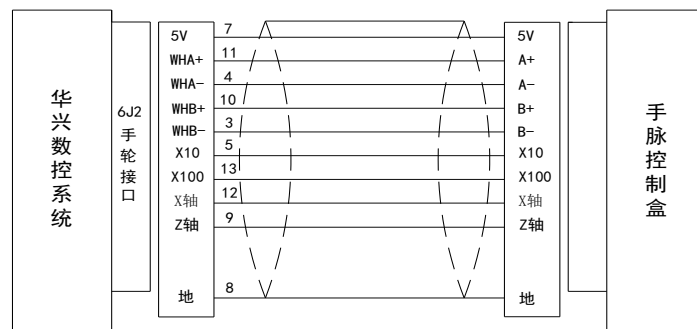 华兴数控系统
6J2
手轮接口
5V 7 5V
WHA+ 11 A+
WHA- 4 A-
WHB+ 10 B+
WHB- 3 B-
X10 5 X10
X100 13 X100
X轴 12 X轴
Z轴 9 Z轴
地 8 地
手脉控制盒